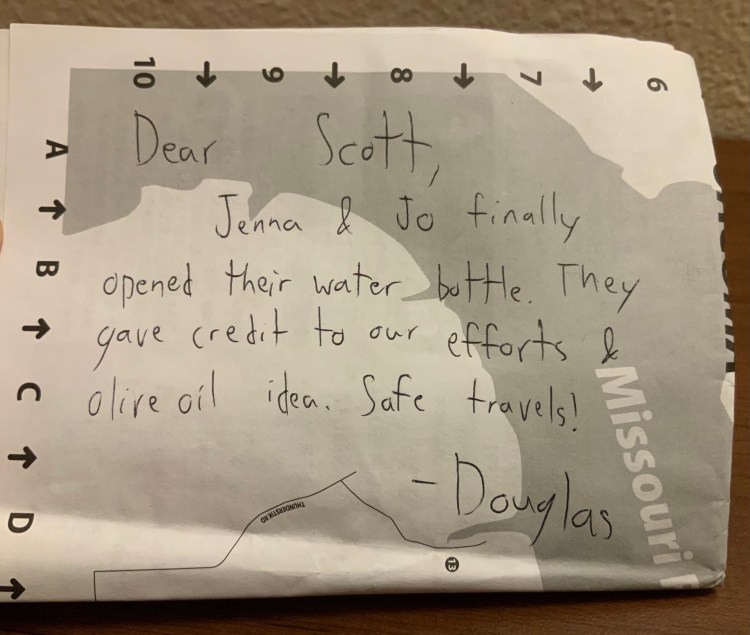 10 ↓ 9 ↓ 8 ↓ 7 ↓ 6
A ↑ B ↑ C ↑ D ↑
Dear Scott,
Jenna & Jo finally
opened their water bottle. They
gave credit to our efforts &
olive oil idea. Safe travels!
- Douglas
Missouri
13